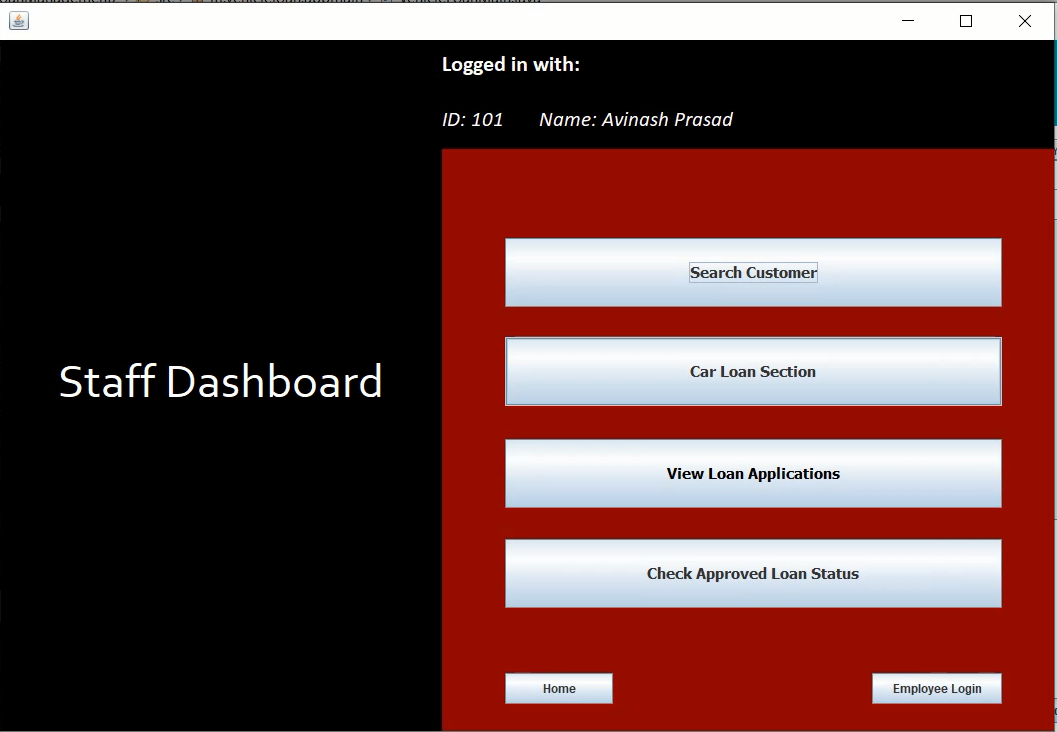 Logged in with:
ID: 101 Name: Avinash Prasad
Staff Dashboard
Search Customer
Car Loan Section
View Loan Applications
Check Approved Loan Status
Home Employee Login